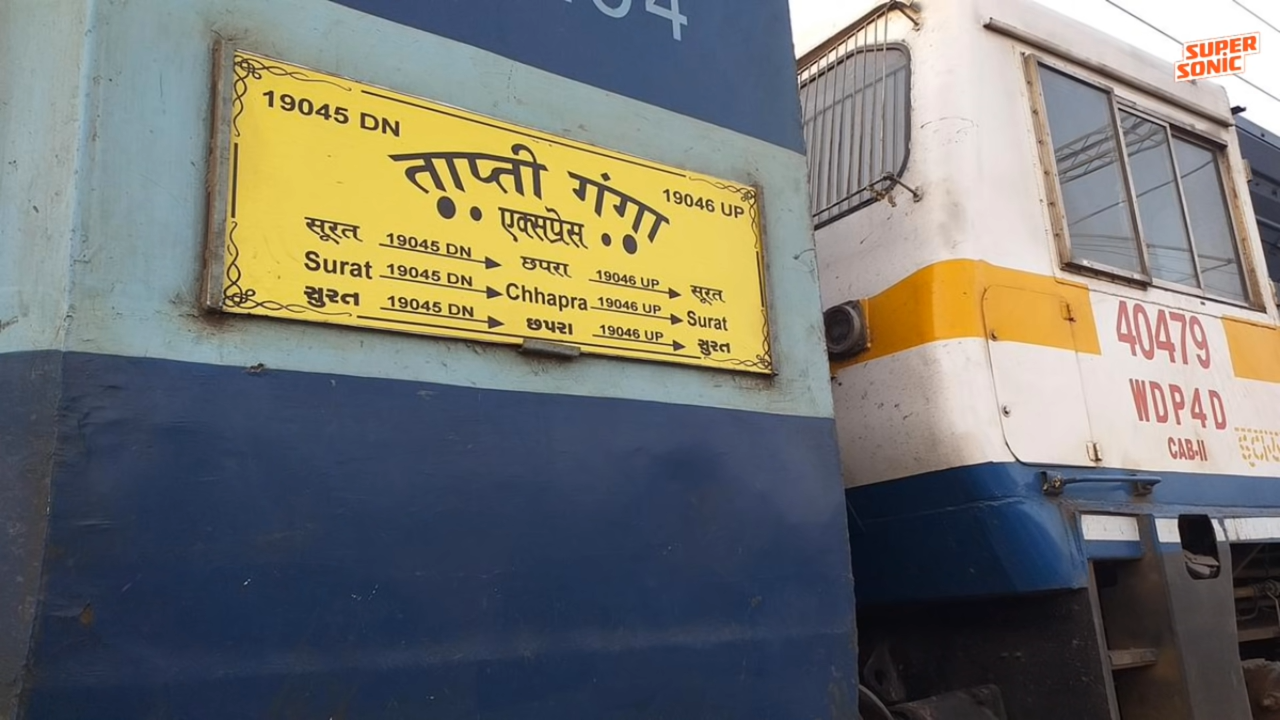 19045 DN
ताप्ती गंगा
19046 UP
एक्सप्रेस
सूरत 19045 DN छपरा 19046 UP सूरत
Surat 19045 DN Chhapra 19046 UP Surat
સુરત 19045 DN છપરા 19046 UP સુરત
40479
WDP4D
CAB-II
SUPER
SONIC